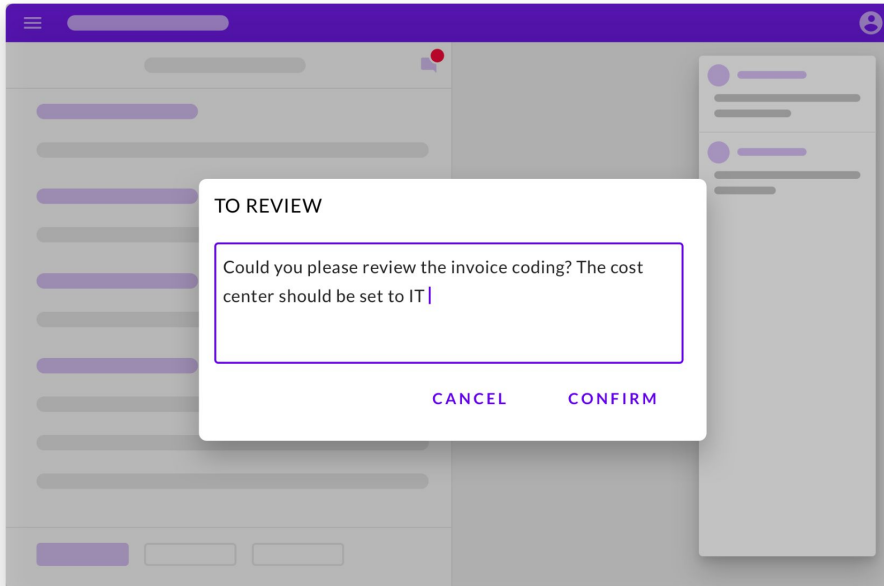 TO REVIEW
Could you please review the invoice coding? The cost
center should be set to IT
CANCEL CONFIRM